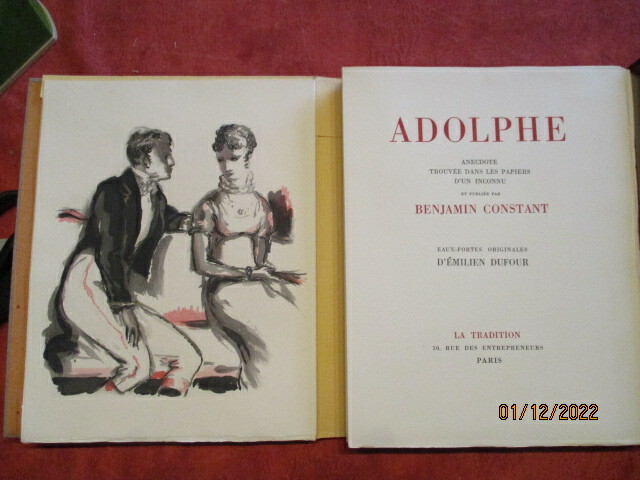 ADOLPHE
ANECDOTE
TROUVÉE DANS LES PAPIERS
D'UN INCONNU
ET PUBLIÉE PAR
BENJAMIN CONSTANT
EAUX-FORTES ORIGINALES
D'ÉMILIEN DUFOUR
LA TRADITION
50, RUE DES ENTREPRENEURS
PARIS
01/12/2022